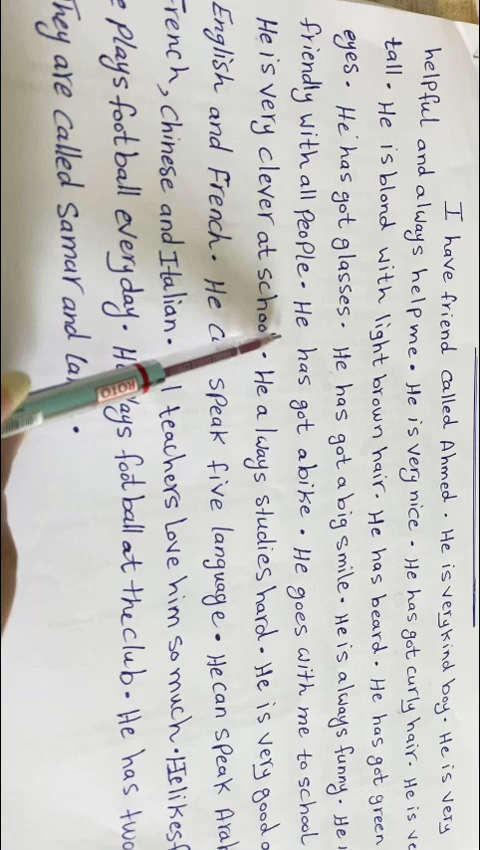 I have friend called Ahmed. He is very kind boy. He is very
helpful and always help me. He is very nice. He has got curly hair. He is
tall. He is blond with light brown hair. He has beard. He has got green
eyes. He has got glasses. He has got a big smile. He is always funny. He
friendly with all people. He has got a bike. He goes with me to school
He is very clever at school. He always studies hard. He is very good
English and French. He speak five language. He can speak
French, Chinese and Italian. teachers love him so much. He likes
Plays football everyday. football at the club. He has two
They are called Samar and
ROTO